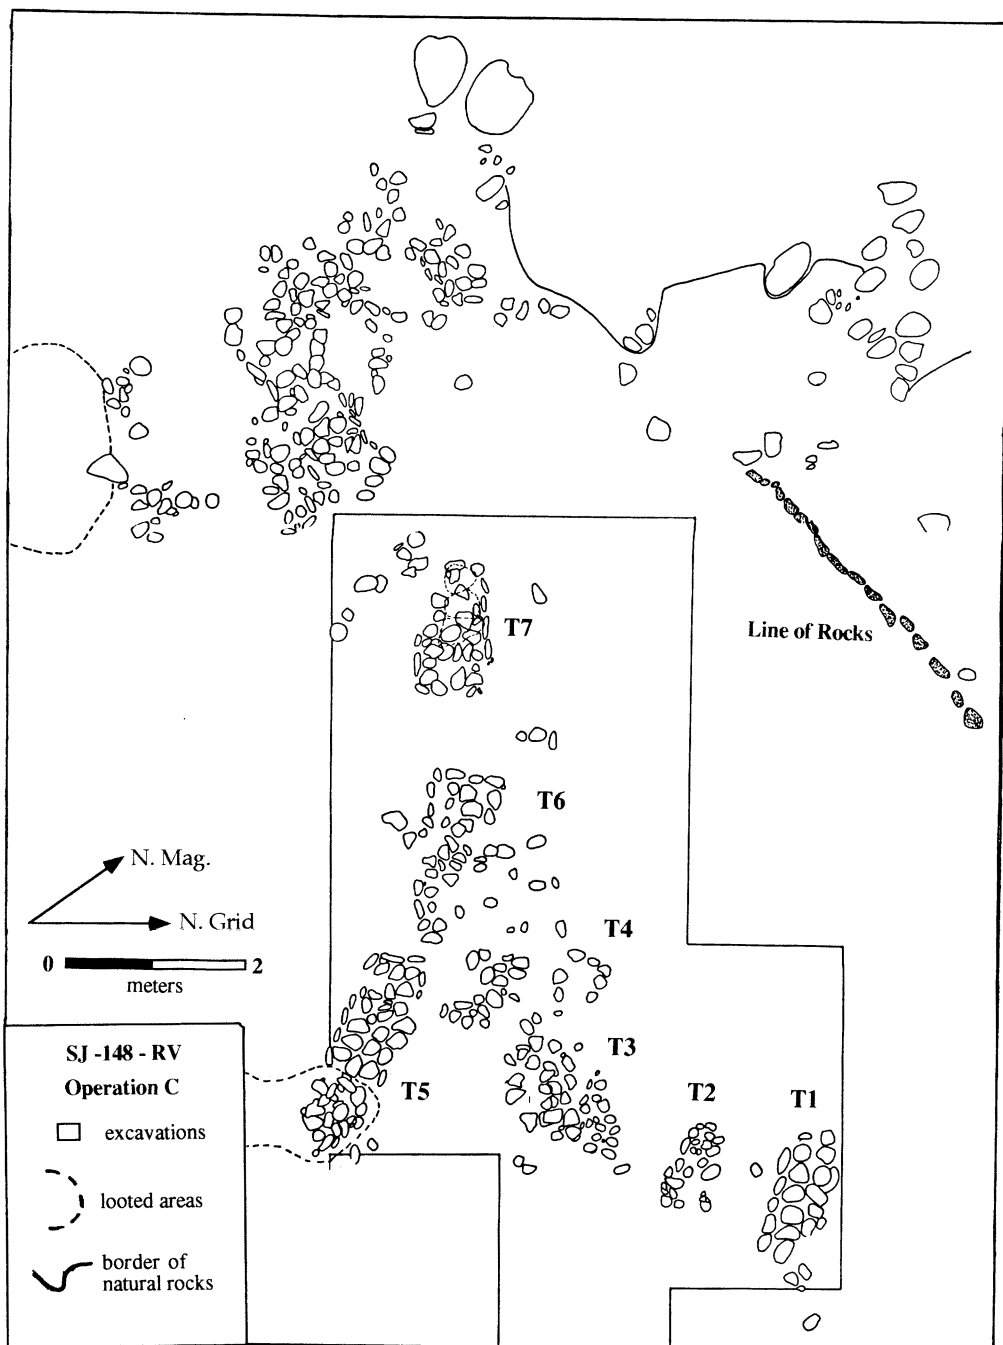 T7
Line of Rocks
T6
N. Mag.
N. Grid
T4
0 2
meters
T3
SJ -148 - RV
Operation C
T5
T2
T1
excavations
looted areas
border of
natural rocks